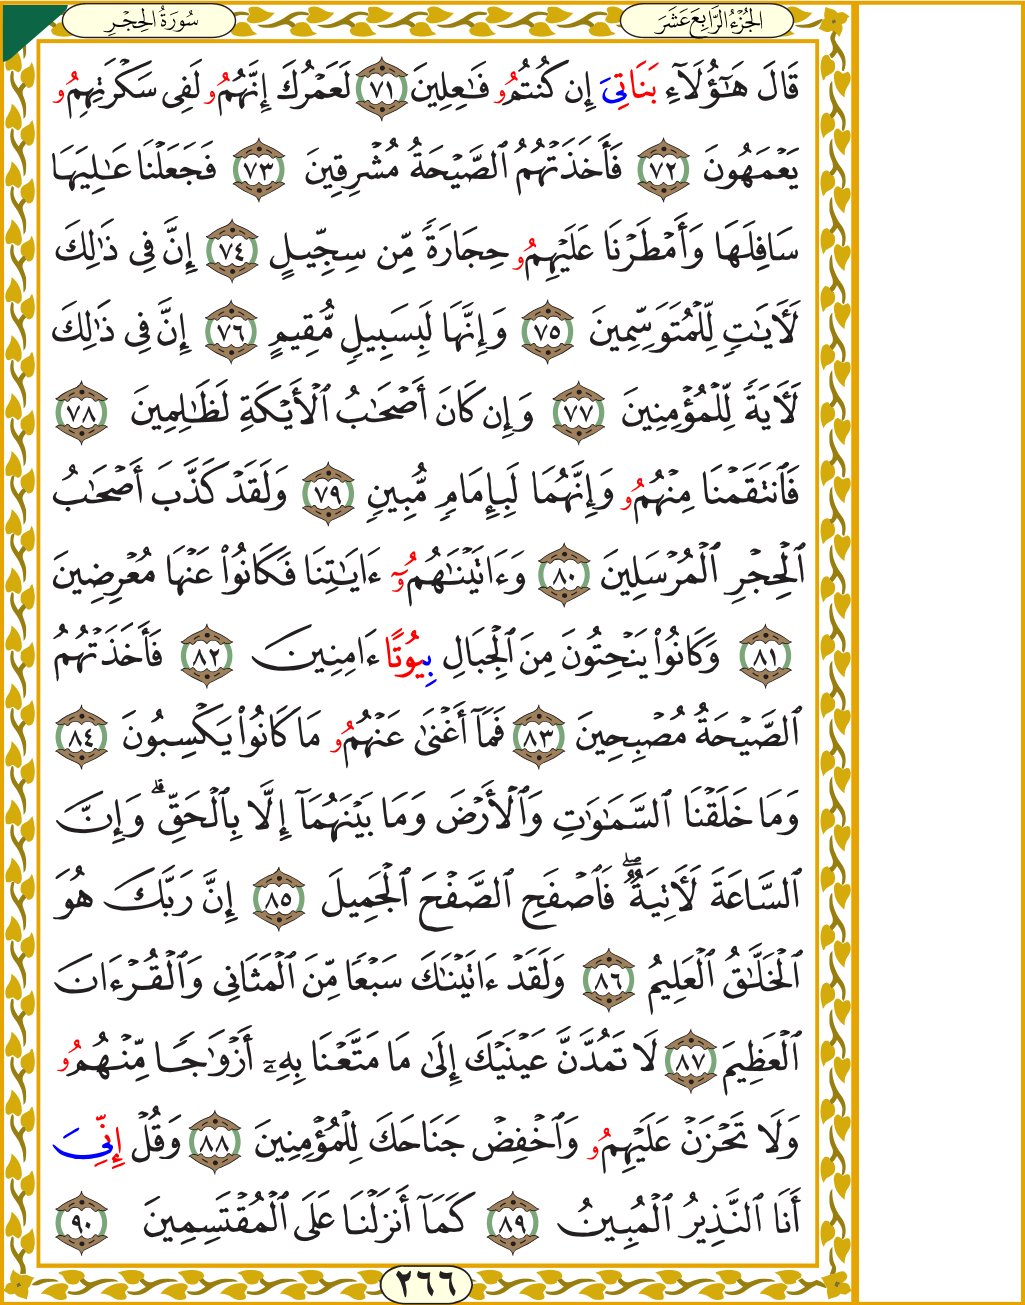 الجُزْءُ الرَّابِعَ عَشَرَ سُورَةُ الحِجْرِ
قَالَ هَٰٓؤُلَآءِ بَنَاتِيَ إِن كُنتُمُۥ فَٰعِلِينَ ٧١ لَعَمْرُكَ إِنَّهُمُۥ لَفِى سَكْرَتِهِمُۥ
يَعْمَهُونَ ٧٢ فَأَخَذَتْهُمُ ٱلصَّيْحَةُ مُشْرِقِينَ ٧٣ فَجَعَلْنَا عَٰلِيَهَا
سَافِلَهَا وَأَمْطَرْنَا عَلَيْهِمُۥ حِجَارَةً مِّن سِجِّيلٍ ٧٤ إِنَّ فِى ذَٰلِكَ
لَأٓيَٰتٍ لِّلْمُتَوَسِّمِينَ ٧٥ وَإِنَّهَا لَبِسَبِيلٍ مُّقِيمٍ ٧٦ إِنَّ فِى ذَٰلِكَ
لَأٓيَةً لِّلْمُؤْمِنِينَ ٧٧ وَإِن كَانَ أَصْحَٰبُ ٱلْأَيْكَةِ لَظَٰلِمِينَ ٧٨
فَٱنتَقَمْنَا مِنْهُمُۥ وَإِنَّهُمَا لَبِإِمَامٍ مُّبِينٍ ٧٩ وَلَقَدْ كَذَّبَ أَصْحَٰبُ
ٱلْحِجْرِ ٱلْمُرْسَلِينَ ٨٠ وَءَاتَيْنَٰهُمُۥٓ ءَايَٰتِنَا فَكَانُوا۟ عَنْهَا مُعْرِضِينَ
٨١ وَكَانُوا۟ يَنْحِتُونَ مِنَ ٱلْجِبَالِ بِيُوتًا ءَامِنِينَ ٨٢ فَأَخَذَتْهُمُ
ٱلصَّيْحَةُ مُصْبِحِينَ ٨٣ فَمَآ أَغْنَىٰ عَنْهُمُۥ مَا كَانُوا۟ يَكْسِبُونَ ٨٤
وَمَا خَلَقْنَا ٱلسَّمَٰوَٰتِ وَٱلْأَرْضَ وَمَا بَيْنَهُمَآ إِلَّا بِٱلْحَقِّ ۗ وَإِنَّ
ٱلسَّاعَةَ لَأٓتِيَةٌ ۖ فَٱصْفَحِ ٱلصَّفْحَ ٱلْجَمِيلَ ٨٥ إِنَّ رَبَّكَ هُوَ
ٱلْخَلَّٰقُ ٱلْعَلِيمُ ٨٦ وَلَقَدْ ءَاتَيْنَٰكَ سَبْعًا مِّنَ ٱلْمَثَانِى وَٱلْقُرْءَانَ
ٱلْعَظِيمَ ٨٧ لَا تَمُدَّنَّ عَيْنَيْكَ إِلَىٰ مَا مَتَّعْنَا بِهِۦٓ أَزْوَٰجًا مِّنْهُمُۥ
وَلَا تَحْزَنْ عَلَيْهِمُۥ وَٱخْفِضْ جَنَاحَكَ لِلْمُؤْمِنِينَ ٨٨ وَقُلْ إِنِّىَ
أَنَا ٱلنَّذِيرُ ٱلْمُبِينُ ٨٩ كَمَآ أَنزَلْنَا عَلَى ٱلْمُقْتَسِمِينَ ٩٠
٢٦٦